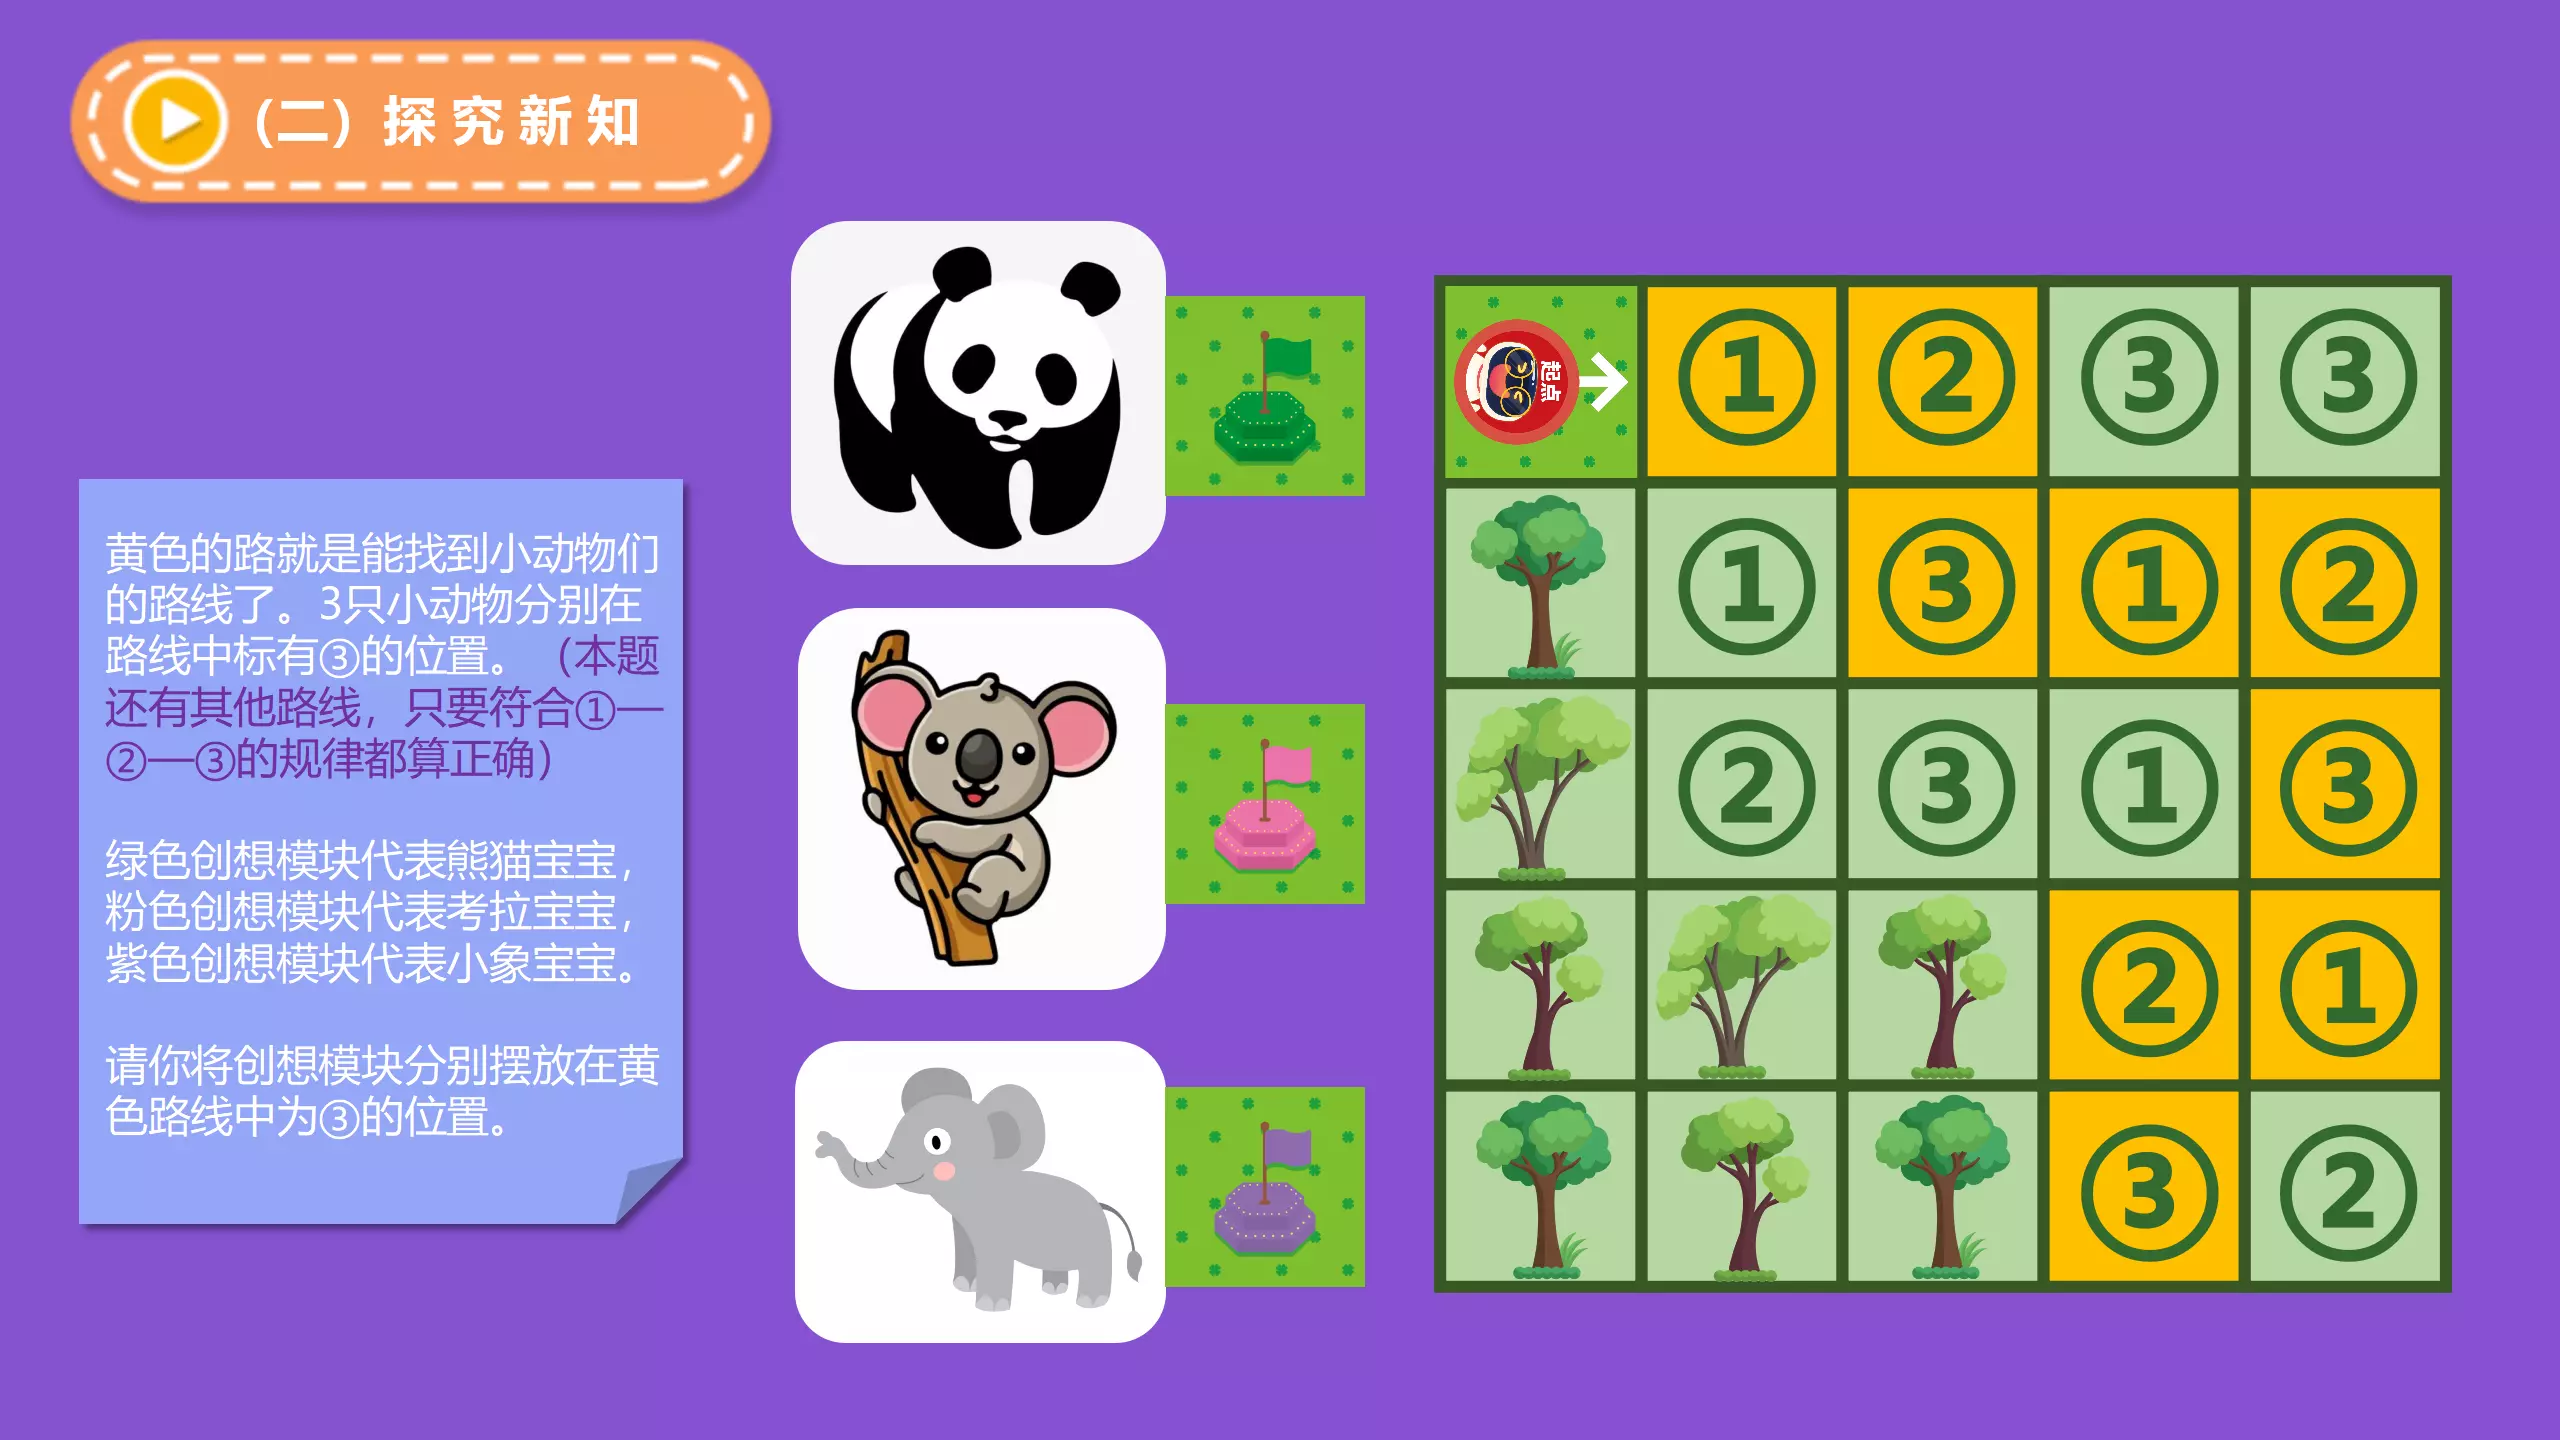 (二) 探究新知
黄色的路就是能找到小动物们
的路线了。3只小动物分别在
路线中标有③的位置。（本题
还有其他路线，只要符合①—
②—③的规律都算正确）
绿色创想模块代表熊猫宝宝，
粉色创想模块代表考拉宝宝，
紫色创想模块代表小象宝宝。
请你将创想模块分别摆放在黄
色路线中为③的位置。
起点 ① ② ③ ③
① ③ ① ②
② ③ ① ③
② ①
③ ②